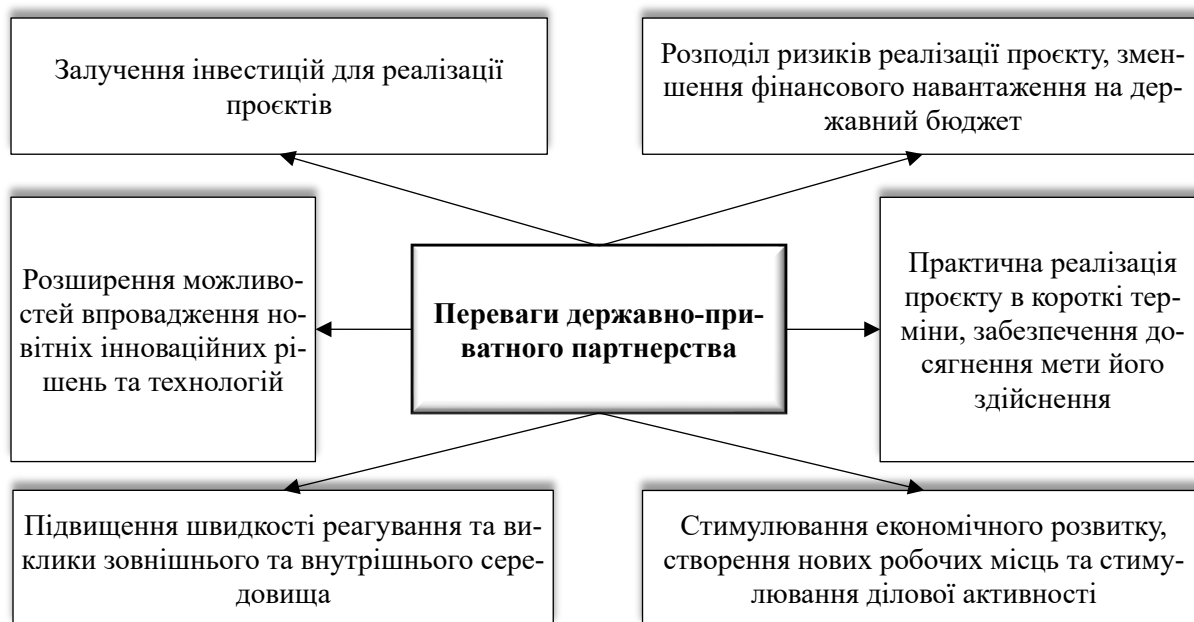 Залучення інвестицій для реалізації
проєктів
Розподіл ризиків реалізації проєкту, змен-
шення фінансового навантаження на дер-
жавний бюджет
Розширення можливо-
стей впровадження но-
вітніх інноваційних рі-
шень та технологій
Переваги державно-при-
ватного партнерства
Практична реалізація
проєкту в короткі тер-
міни, забезпечення до-
сягнення мети його
здійснення
Підвищення швидкості реагування та ви-
клики зовнішнього та внутрішнього сере-
довища
Стимулювання економічного розвитку,
створення нових робочих місць та стиму-
лювання ділової активності